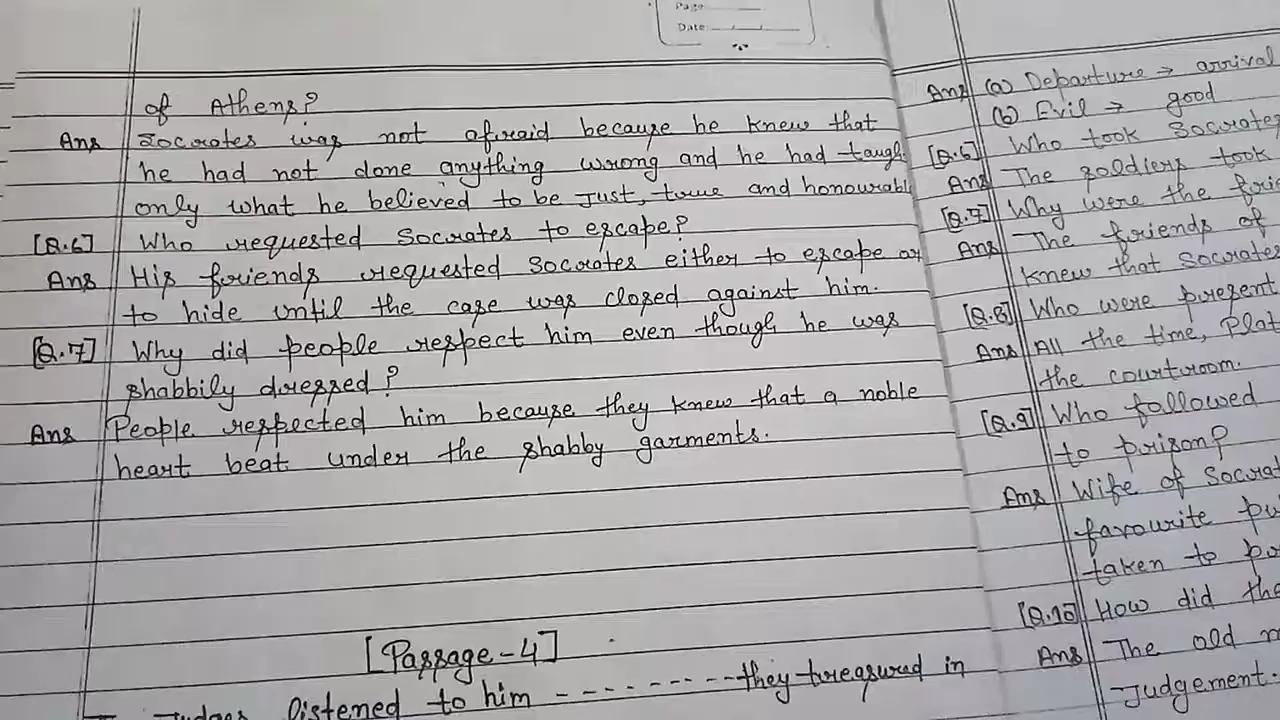 Page
Date
of Athens?
Ans Socrates was not afraid because he knew that
he had not done anything wrong and he had taugh
only what he believed to be just, true and honourabl
[Q.6] Who requested Socrates to escape?
Ans His friends requested Socrates either to escape or
to hide until the case was closed against him.
[Q.7] Why did people respect him even though he was
shabbily dressed?
Ans People respected him because they knew that a noble
heart beat under the shabby garments.
[Passage-4]
Judges listened to him --------- they treasured in
Ans (a) Departure → arrival
(b) Evil → good
Who took Socrates
Ans The soldiers took
[Q.7] Why were the frie
Ans The friends of
knew that Socrates
[Q.8] Who were present
Ans All the time, Plat
the courtroom.
[Q.9] Who followed
to prison?
Ans Wife of Socrat
favourite pu
taken to
[Q.10] How did the
Ans The old m
Judgement.